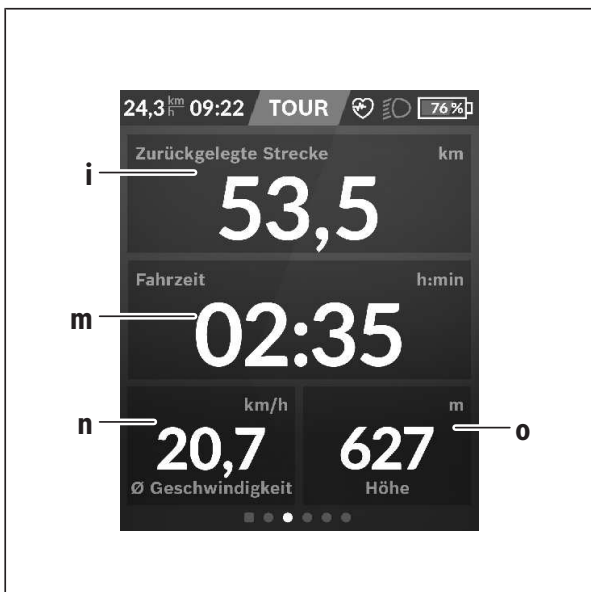 24,3 km/h 09:22 TOUR 76 %
i
Zurückgelegte Strecke km
53,5
Fahrzeit h:min
m
02:35
km/h m
n
o
20,7 627
Ø Geschwindigkeit Höhe